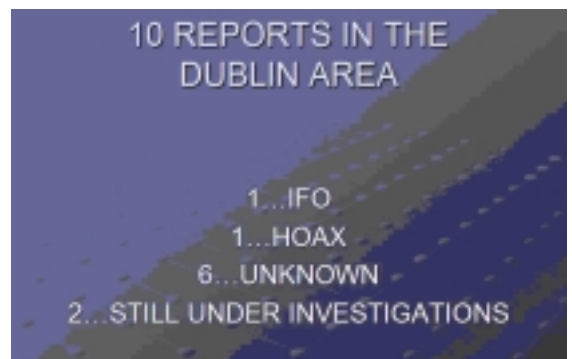 10 REPORTS IN THE
DUBLIN AREA
1...IFO
1...HOAX
6...UNKNOWN
2...STILL UNDER INVESTIGATIONS